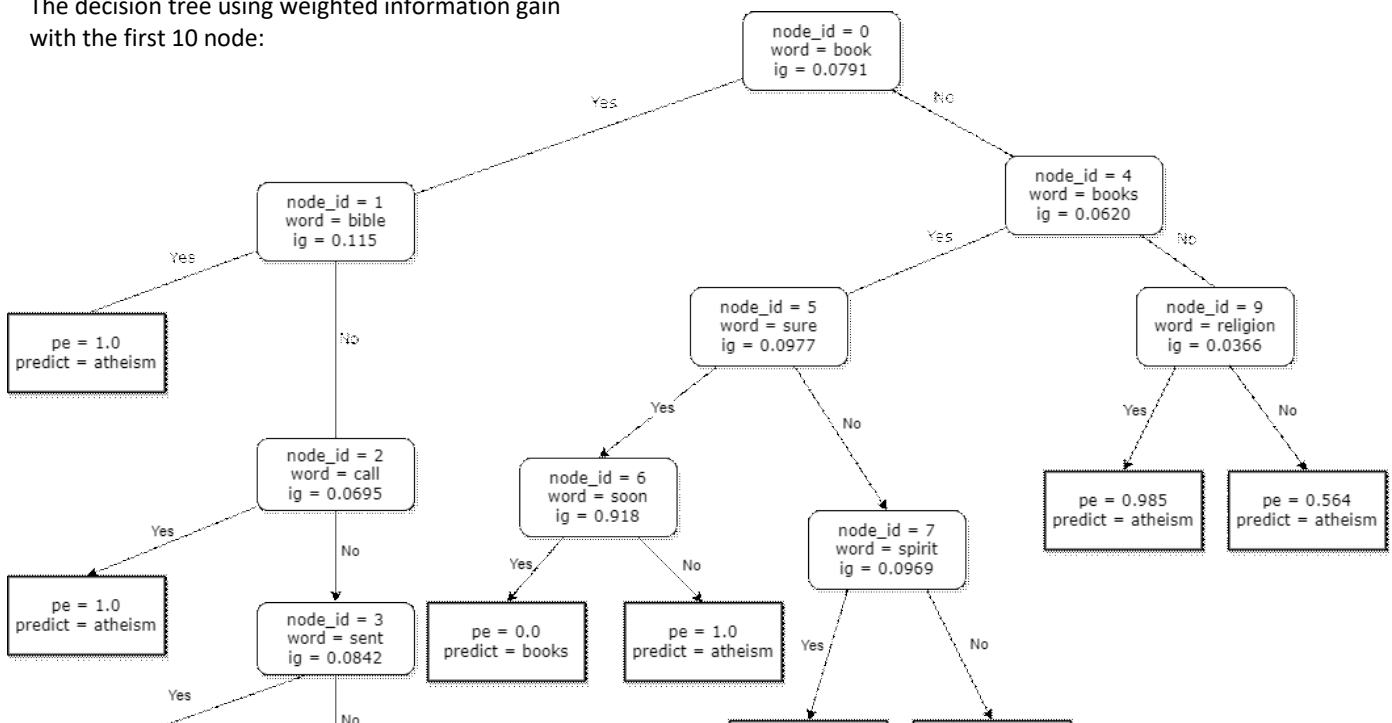 The decision tree using weighted information gain
with the first 10 node:
node_id = 0
word = book
ig = 0.0791
Yes
No
node_id = 1
word = bible
ig = 0.115
node_id = 4
word = books
ig = 0.0620
Yes
No
Yes
No
pe = 1.0
predict = atheism
node_id = 5
word = sure
ig = 0.0977
node_id = 9
word = religion
ig = 0.0366
Yes
No
Yes
No
node_id = 2
word = call
ig = 0.0695
node_id = 6
word = soon
ig = 0.918
pe = 0.985
predict = atheism
pe = 0.564
predict = atheism
node_id = 7
word = spirit
ig = 0.0969
Yes
No
Yes
No
pe = 1.0
predict = atheism
node_id = 3
word = sent
ig = 0.0842
pe = 0.0
predict = books
pe = 1.0
predict = atheism
Yes
No
Yes
No